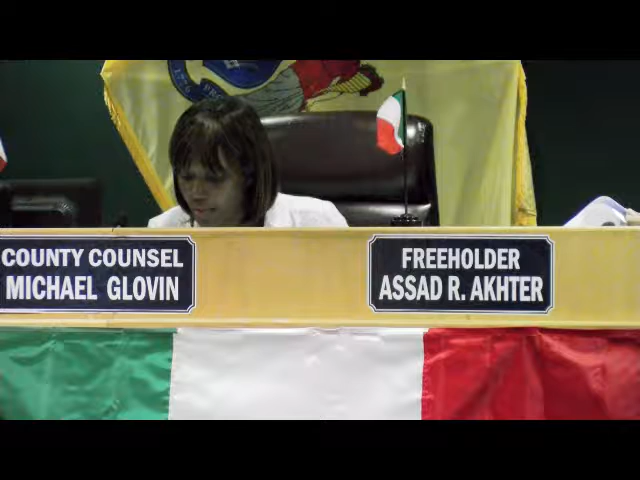 COUNTY COUNSEL
MICHAEL GLOVIN
FREEHOLDER
ASSAD R. AKHTER